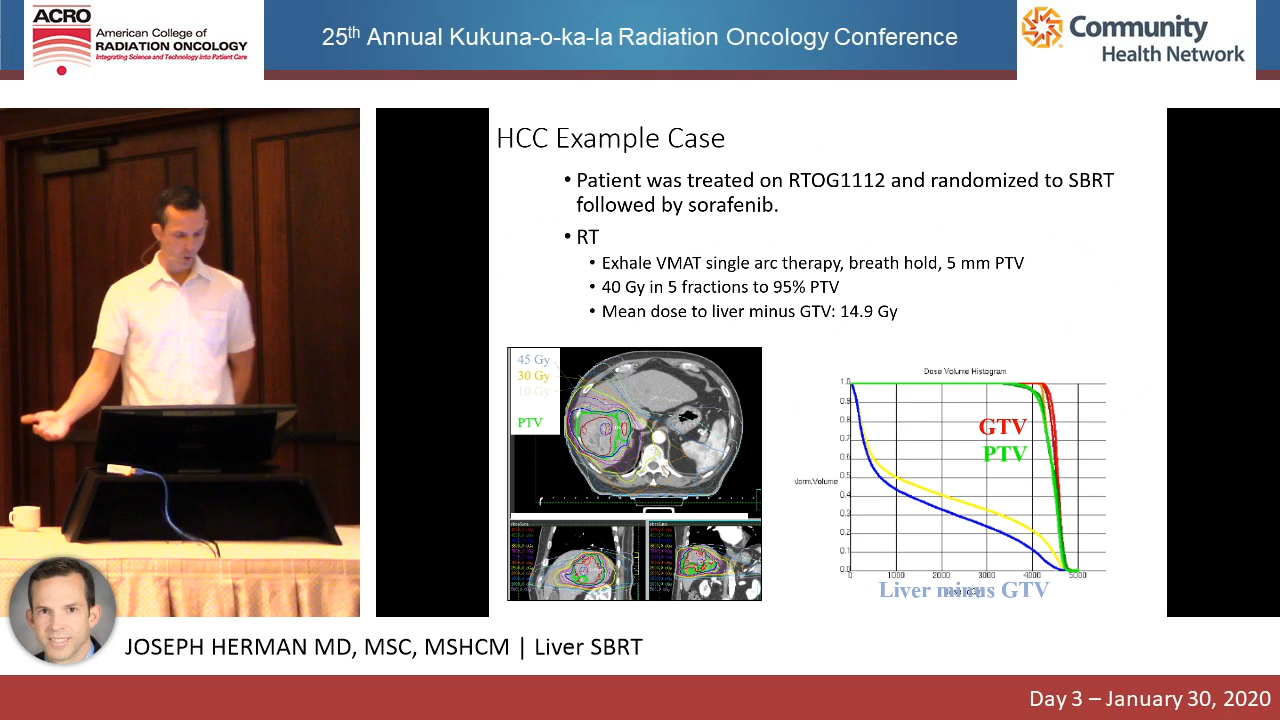 ACRO
American College of
RADIATION ONCOLOGY
Integrating Science and Technology into Patient Care
25th Annual Kukuna-o-ka-la Radiation Oncology Conference
Community
Health Network
HCC Example Case
• Patient was treated on RTOG1112 and randomized to SBRT
followed by sorafenib.
• RT
• Exhale VMAT single arc therapy, breath hold, 5 mm PTV
• 40 Gy in 5 fractions to 95% PTV
• Mean dose to liver minus GTV: 14.9 Gy
45 Gy
30 Gy
10 Gy
PTV
Dose Volume Histogram
1.0
0.9
0.8
0.7
0.6
0.5
0.4
0.3
0.2
0.1
Norm.Volume
GTV
PTV
0 1000 2000 3000 4000 5000
Liver minus GTV
JOSEPH HERMAN MD, MSC, MSHCM | Liver SBRT
Day 3 – January 30, 2020